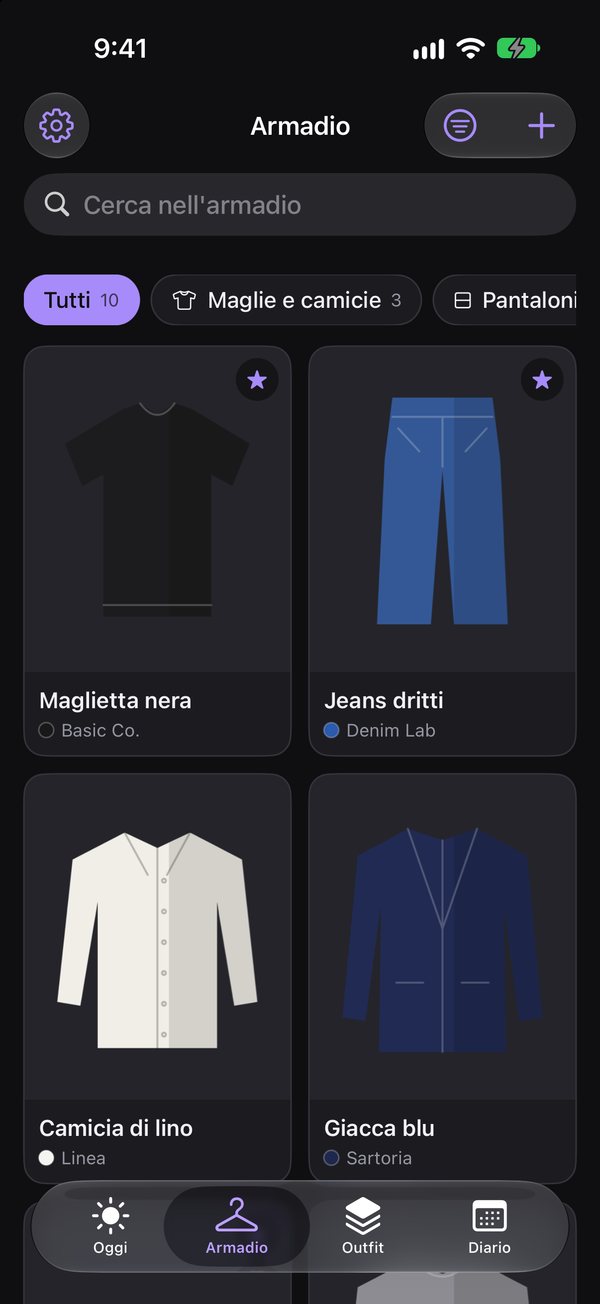 9:41
Armadio
Cerca nell'armadio
Tutti 10
Maglie e camicie 3
Pantaloni
Maglietta nera
Basic Co.
Jeans dritti
Denim Lab
Camicia di lino
Linea
Giacca blu
Sartoria
Oggi
Armadio
Outfit
Diario